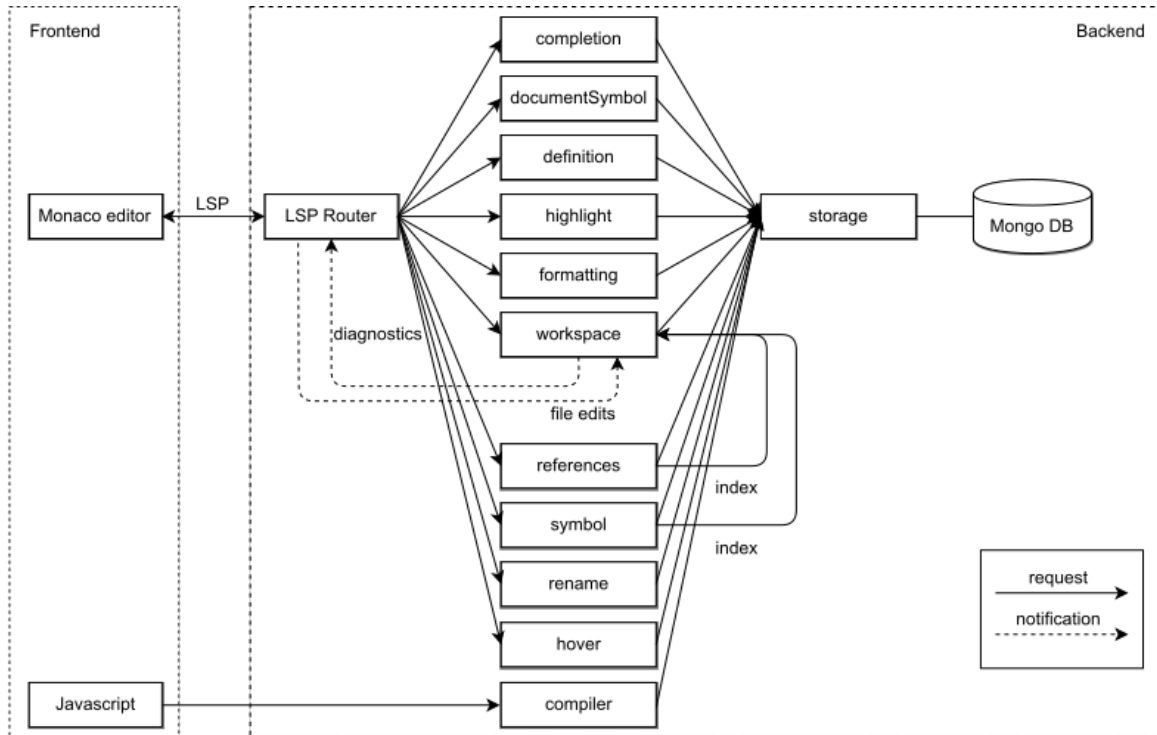 Frontend
Backend
completion
documentSymbol
definition
Monaco editor
LSP
LSP Router
highlight
storage
Mongo DB
formatting
diagnostics
workspace
file edits
references
index
symbol
index
rename
request
notification
hover
Javascript
compiler